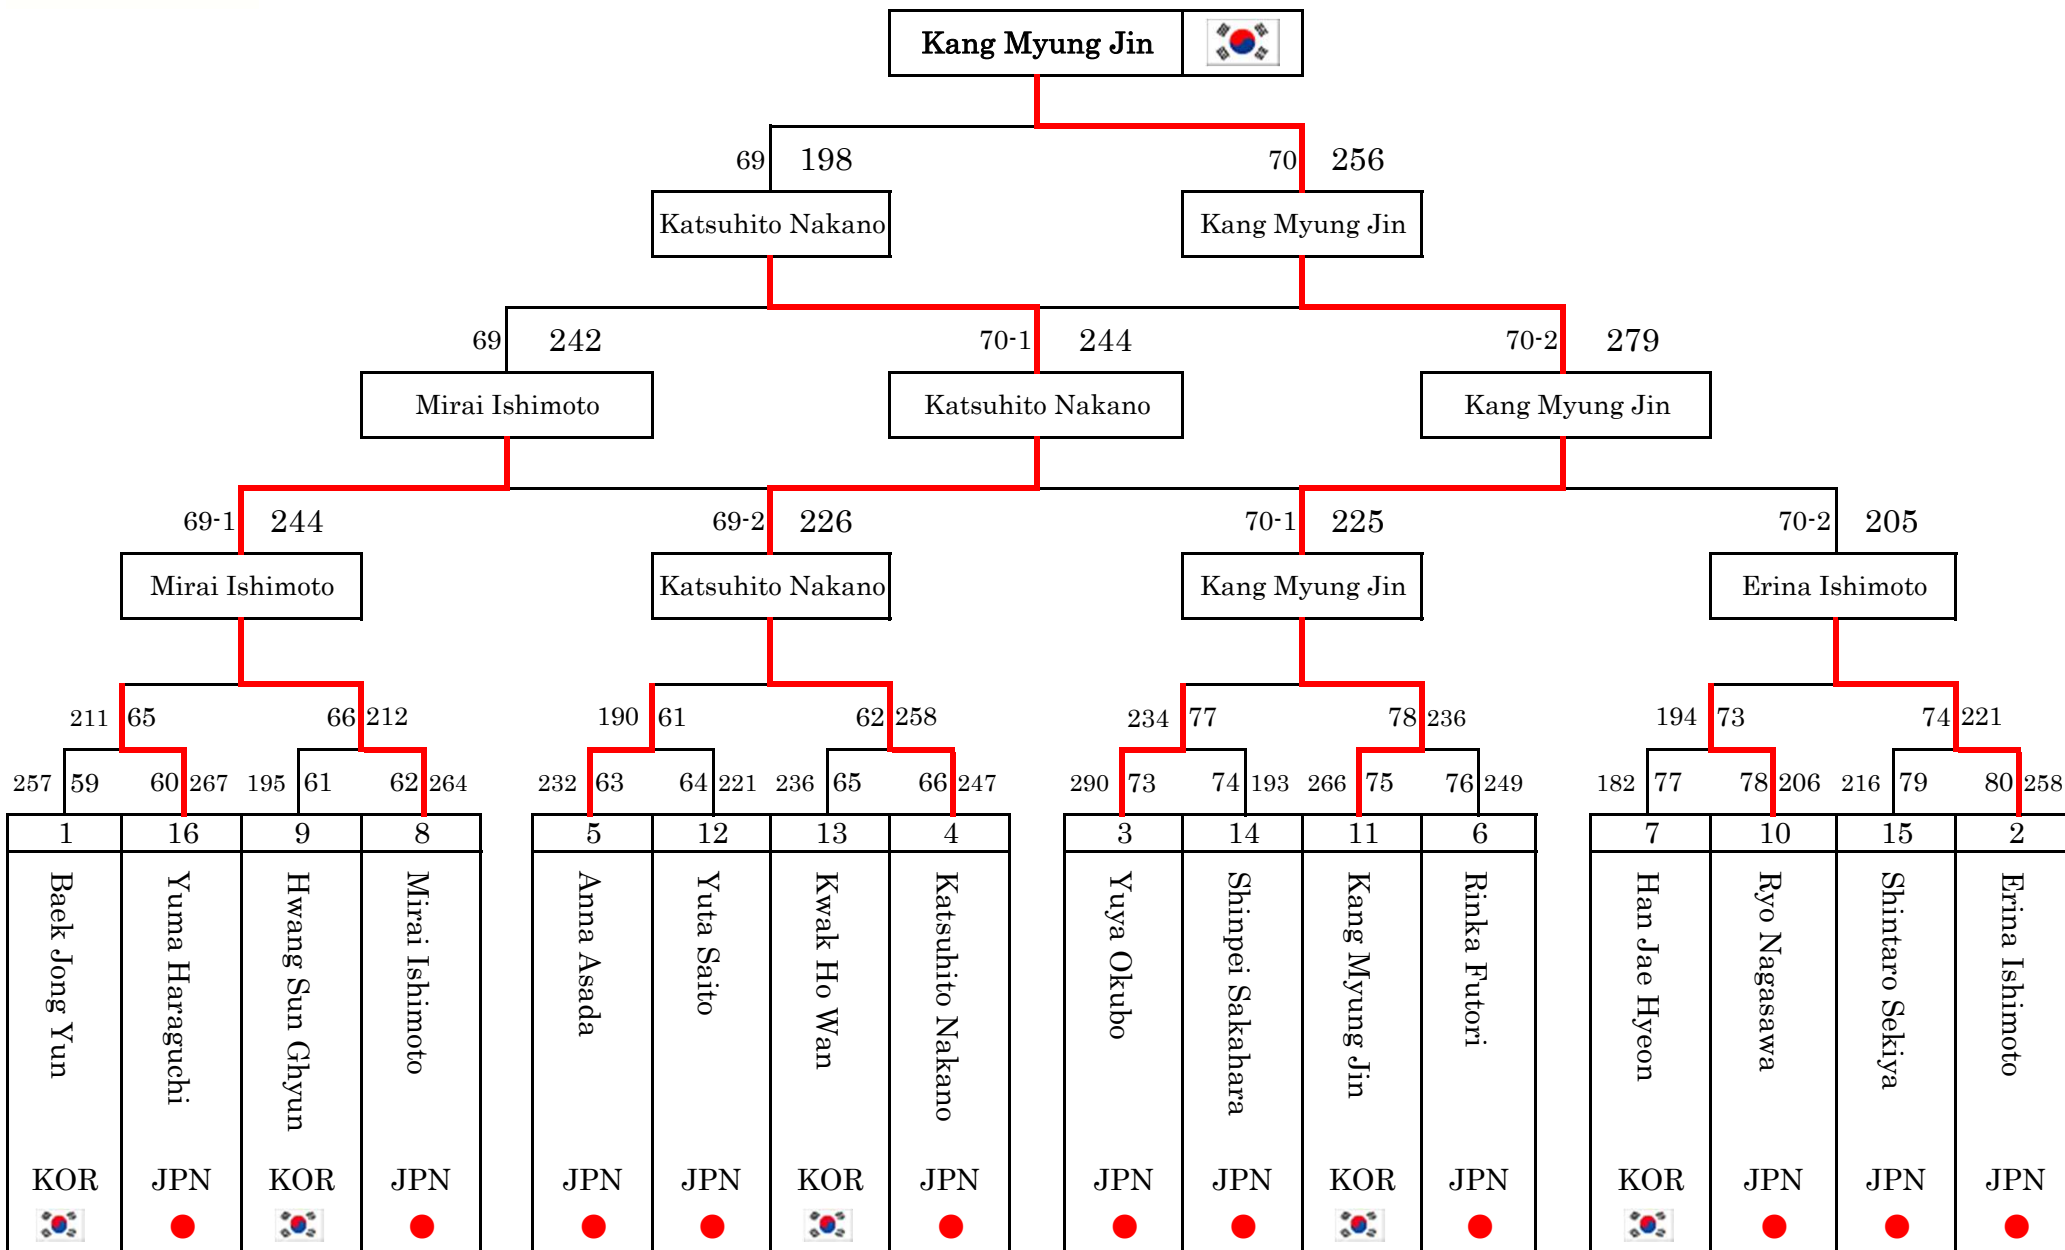 Kang Myung Jin
69 198 70 256
Katsuhito Nakano Kang Myung Jin
69 242 70-1 244 70-2 279
Mirai Ishimoto Katsuhito Nakano Kang Myung Jin
69-1 244 69-2 226 70-1 225 70-2 205
Mirai Ishimoto Katsuhito Nakano Kang Myung Jin Erina Ishimoto
211 65 66 212 190 61 62 258 234 77 78 236 194 73 74 221
257 59 60 267 195 61 62 264 232 63 64 221 236 65 66 247 290 73 74 193 266 75 76 249 182 77 78 206 216 79 80 258
1 16 9 8 5 12 13 4 3 14 11 6 7 10 15 2
Baek Jong Yun
Yuma Haraguchi
Hwang Sun Ghyun
Mirai Ishimoto
Anna Asada
Yuta Saito
Kwak Ho Wan
Katsuhito Nakano
Yuya Okubo
Shinpei Sakahara
Kang Myung Jin
Rinka Futori
Han Jae Hyeon
Ryo Nagasawa
Shintaro Sekiya
Erina Ishimoto
KOR JPN KOR JPN JPN JPN KOR JPN JPN JPN KOR JPN KOR JPN JPN JPN